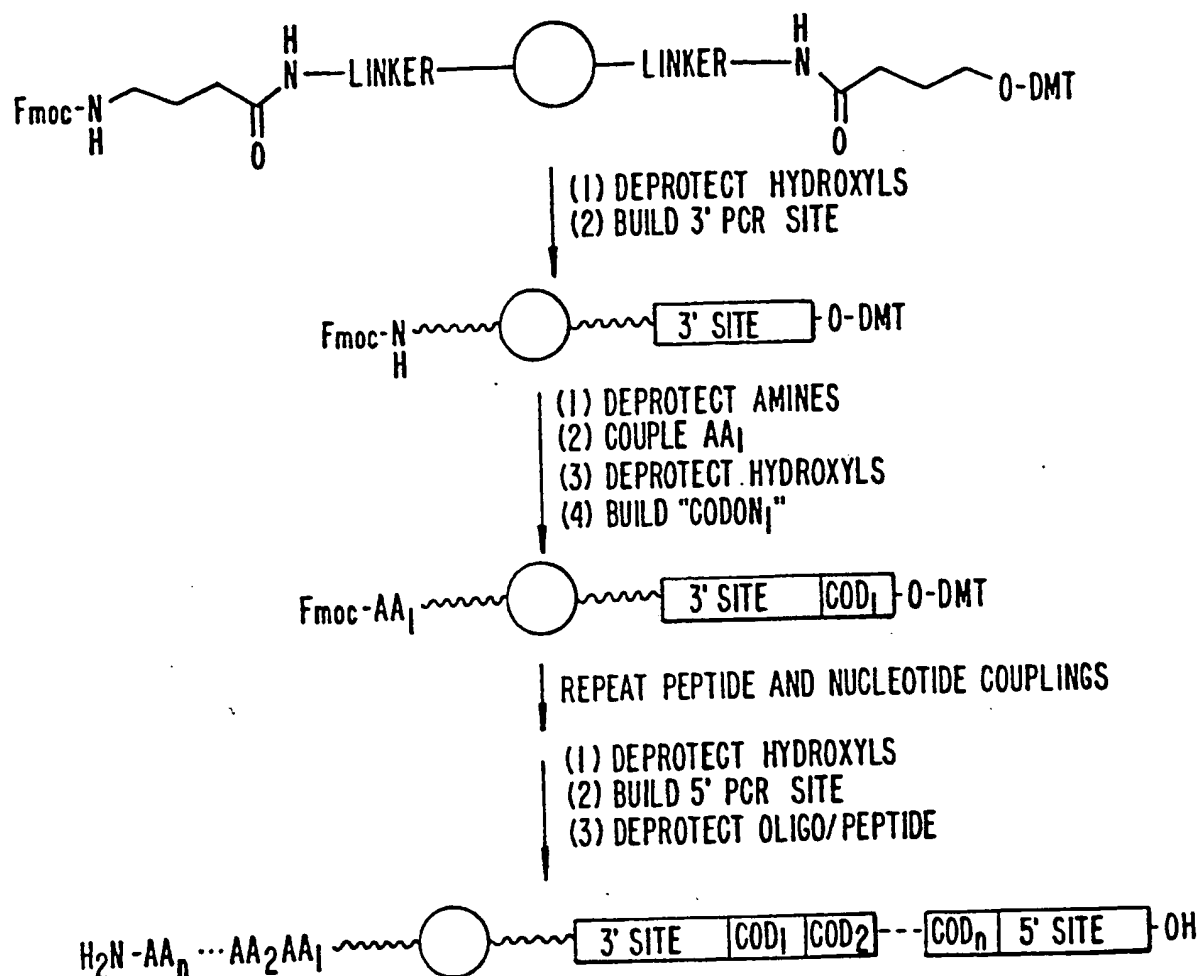 H
N—LINKER— —LINKER—N
H
Fmoc-N
H
O
O
O-DMT
(1) DEPROTECT HYDROXYLS
(2) BUILD 3' PCR SITE
Fmoc-N
H
3' SITE
O-DMT
(1) DEPROTECT AMINES
(2) COUPLE AA₁
(3) DEPROTECT HYDROXYLS
(4) BUILD "CODON₁"
Fmoc-AA₁
3' SITE COD₁ O-DMT
REPEAT PEPTIDE AND NUCLEOTIDE COUPLINGS
(1) DEPROTECT HYDROXYLS
(2) BUILD 5' PCR SITE
(3) DEPROTECT OLIGO/PEPTIDE
H₂N-AAₙ ··· AA₂AA₁ 3' SITE COD₁ COD₂ --- CODₙ 5' SITE -OH